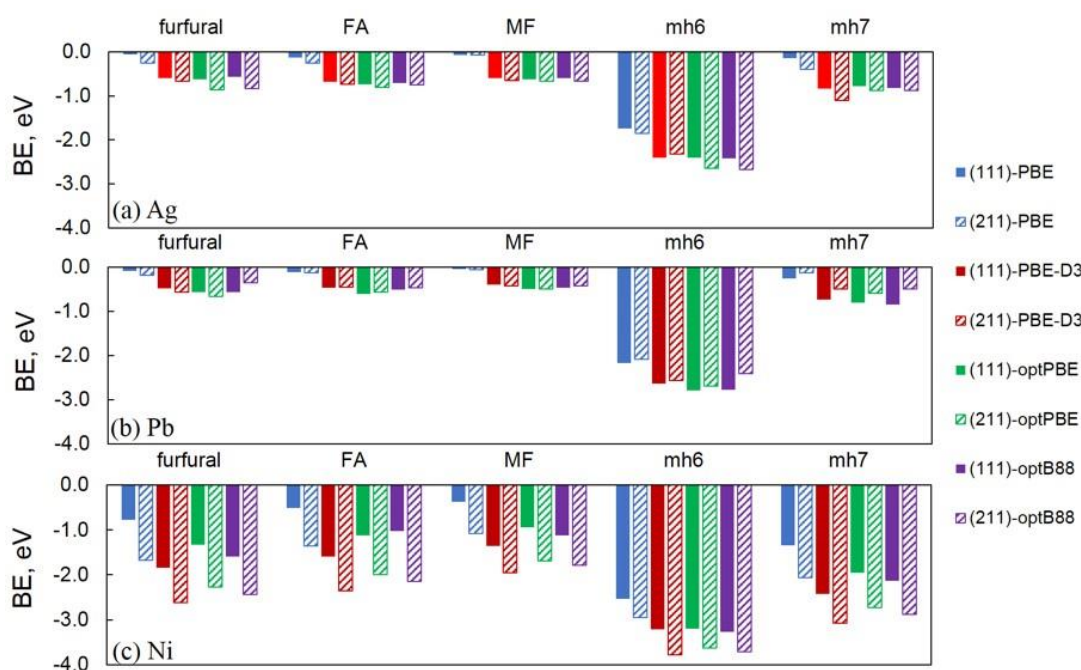 furfural FA MF mh6 mh7
0.0
-1.0
-2.0
-3.0
-4.0
BE, eV
(a) Ag
furfural FA MF mh6 mh7
0.0
-1.0
-2.0
-3.0
-4.0
BE, eV
(b) Pb
furfural FA MF mh6 mh7
0.0
-1.0
-2.0
-3.0
-4.0
BE, eV
(c) Ni
(111)-PBE
(211)-PBE
(111)-PBE-D3
(211)-PBE-D3
(111)-optPBE
(211)-optPBE
(111)-optB88
(211)-optB88